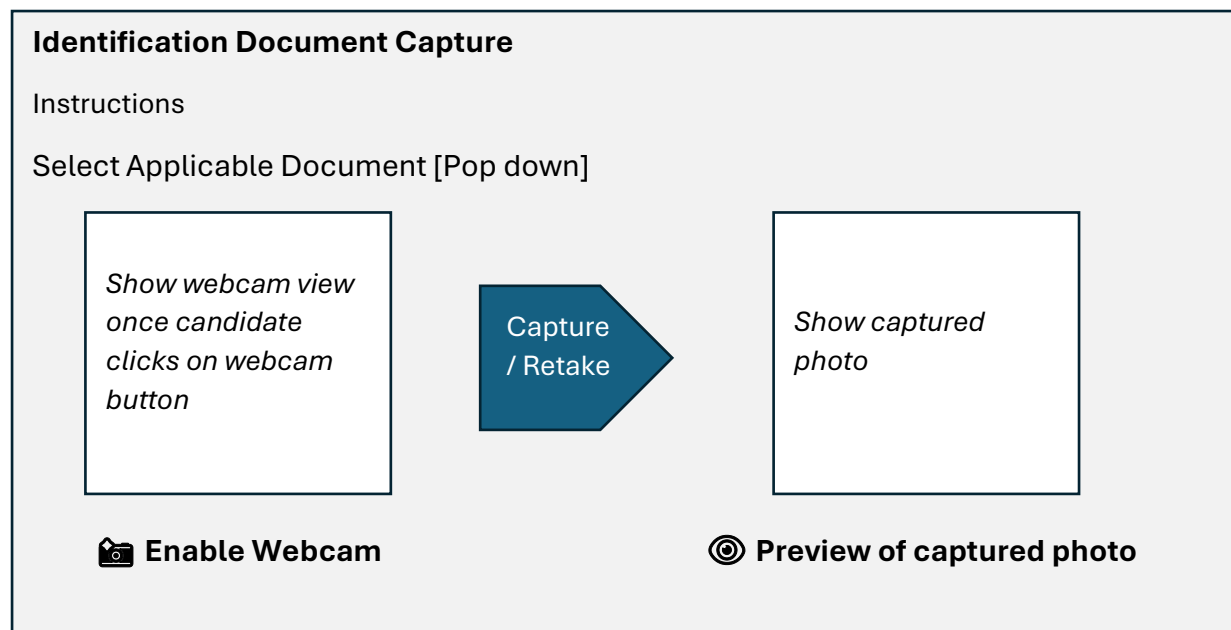 Identification Document Capture
Instructions
Select Applicable Document [Pop down]
Show webcam view
once candidate
clicks on webcam
button
Capture
/ Retake
Show captured
photo
Enable Webcam
Preview of captured photo